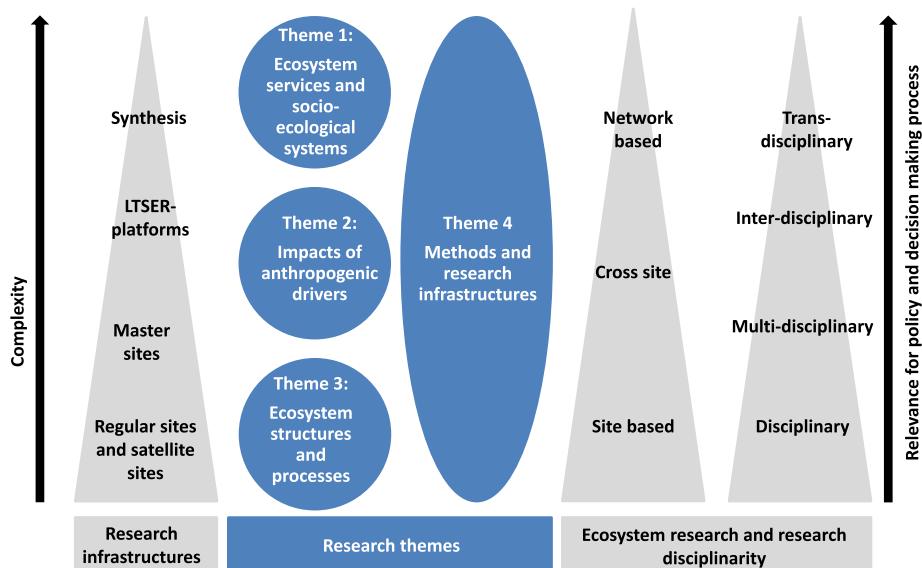 Complexity
Synthesis
LTSER-
platforms
Master
sites
Regular sites
and satellite
sites
Research
infrastructures
Theme 1:
Ecosystem
services and
socio-
ecological
systems
Theme 2:
Impacts of
anthropogenic
drivers
Theme 3:
Ecosystem
structures
and
processes
Theme 4
Methods and
research
infrastructures
Research themes
Network
based
Cross site
Site based
Trans-
disciplinary
Inter-disciplinary
Multi-disciplinary
Disciplinary
Ecosystem research and research
disciplinarity
Relevance for policy and decision making process